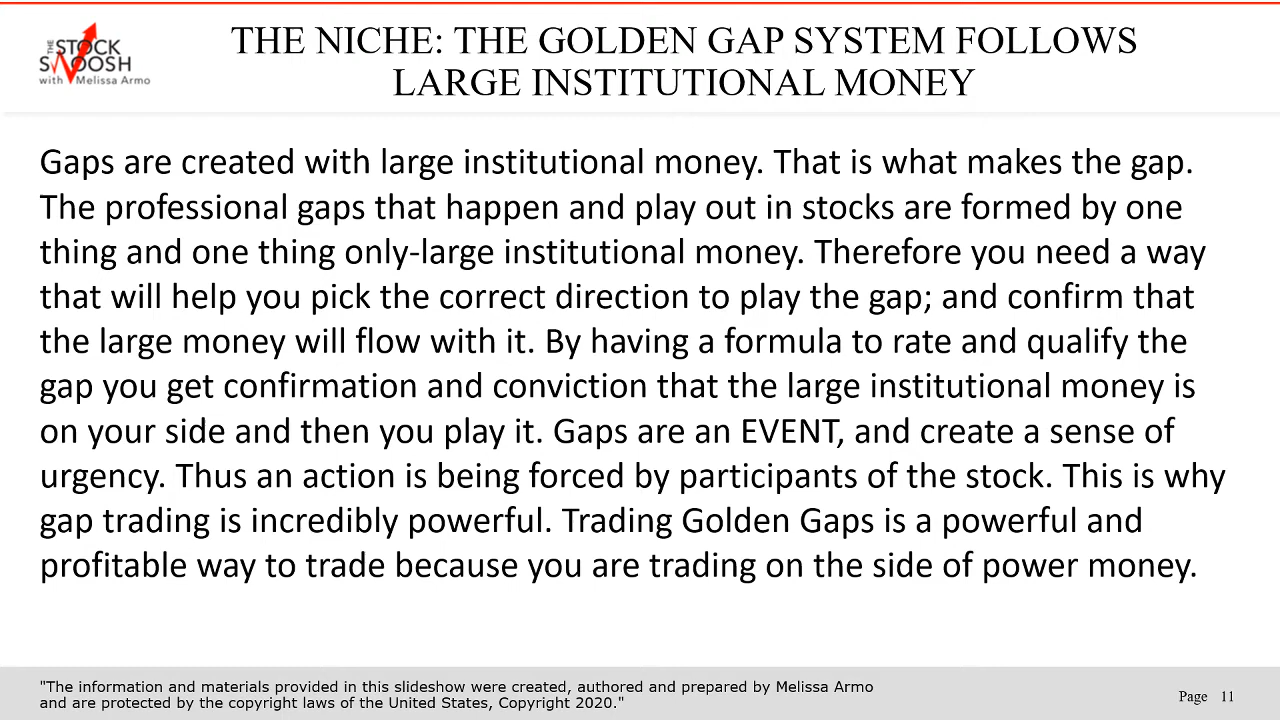 THE
STOCK
SWOOSH
with Melissa Armo
THE NICHE: THE GOLDEN GAP SYSTEM FOLLOWS
LARGE INSTITUTIONAL MONEY
Gaps are created with large institutional money. That is what makes the gap.
The professional gaps that happen and play out in stocks are formed by one
thing and one thing only-large institutional money. Therefore you need a way
that will help you pick the correct direction to play the gap; and confirm that
the large money will flow with it. By having a formula to rate and qualify the
gap you get confirmation and conviction that the large institutional money is
on your side and then you play it. Gaps are an EVENT, and create a sense of
urgency. Thus an action is being forced by participants of the stock. This is why
gap trading is incredibly powerful. Trading Golden Gaps is a powerful and
profitable way to trade because you are trading on the side of power money.
"The information and materials provided in this slideshow were created, authored and prepared by Melissa Armo
and are protected by the copyright laws of the United States, Copyright 2020."
Page 11